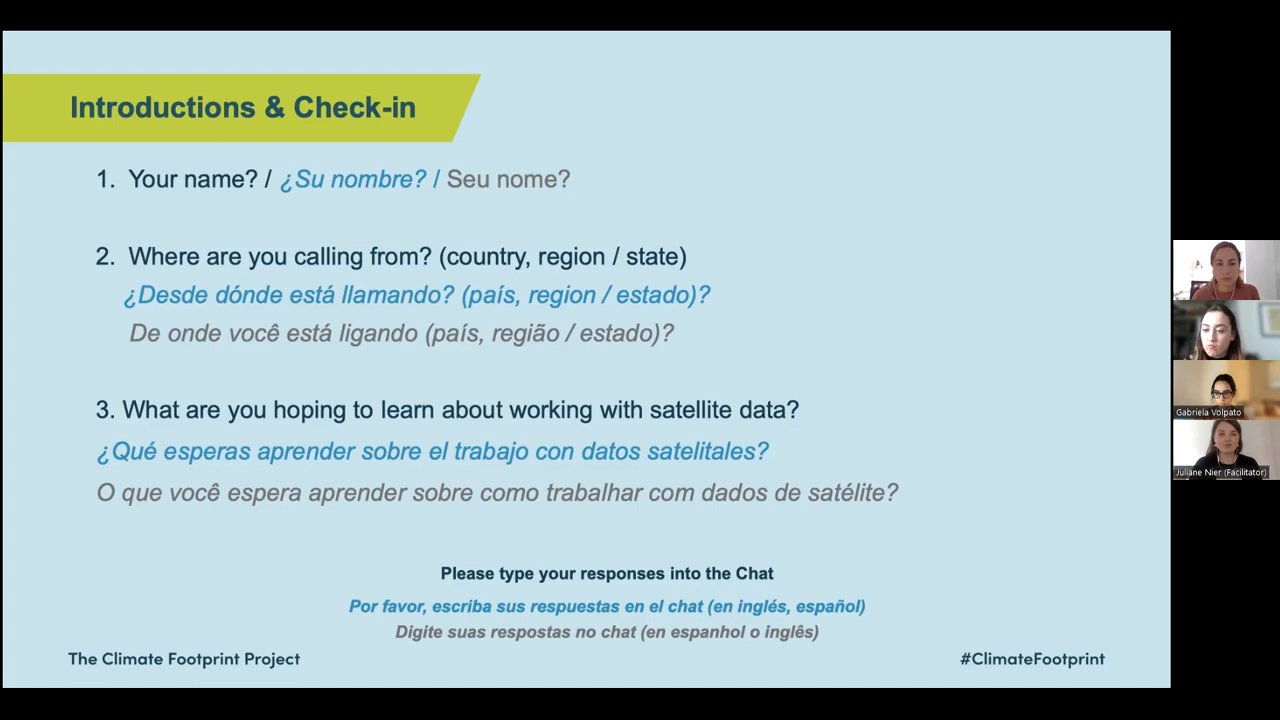 Introductions & Check-in
1. Your name? / ¿Su nombre? / Seu nome?
2. Where are you calling from? (country, region / state)
¿Desde dónde está llamando? (país, region / estado)?
De onde você está ligando (país, região / estado)?
3. What are you hoping to learn about working with satellite data?
¿Qué esperas aprender sobre el trabajo con datos satelitales?
O que você espera aprender sobre como trabalhar com dados de satélite?
Please type your responses into the Chat
Por favor, escriba sus respuestas en el chat (en inglés, español)
Digite suas respostas no chat (en espanhol o inglês)
The Climate Footprint Project
#ClimateFootprint
Gabriela Volpato
Juliane Nier (Facilitator)